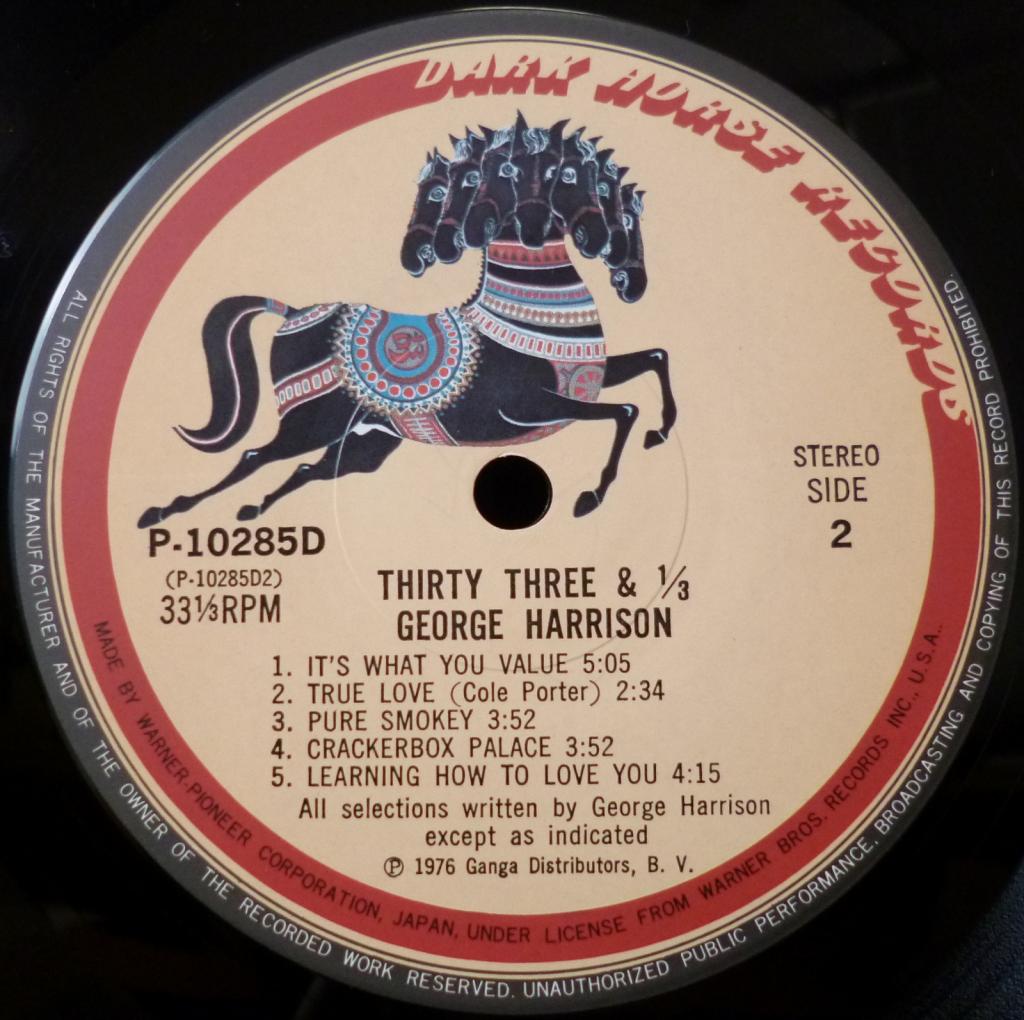 DARK HORSE RECORDS
STEREO
SIDE
2
P-10285D
(P-10285D2)
33⅓RPM
THIRTY THREE & ⅓
GEORGE HARRISON
1. IT'S WHAT YOU VALUE 5:05
2. TRUE LOVE (Cole Porter) 2:34
3. PURE SMOKEY 3:52
4. CRACKERBOX PALACE 3:52
5. LEARNING HOW TO LOVE YOU 4:15
All selections written by George Harrison
except as indicated
Ⓟ 1976 Ganga Distributors, B. V.
MADE BY WARNER-PIONEER CORPORATION, JAPAN, UNDER LICENSE FROM WARNER BROS. RECORDS INC., U.S.A..
ALL RIGHTS OF THE MANUFACTURER AND OF THE OWNER OF THE RECORDED WORK RESERVED. UNAUTHORIZED PUBLIC PERFORMANCE, BROADCASTING AND COPYING OF THIS RECORD PROHIBITED.